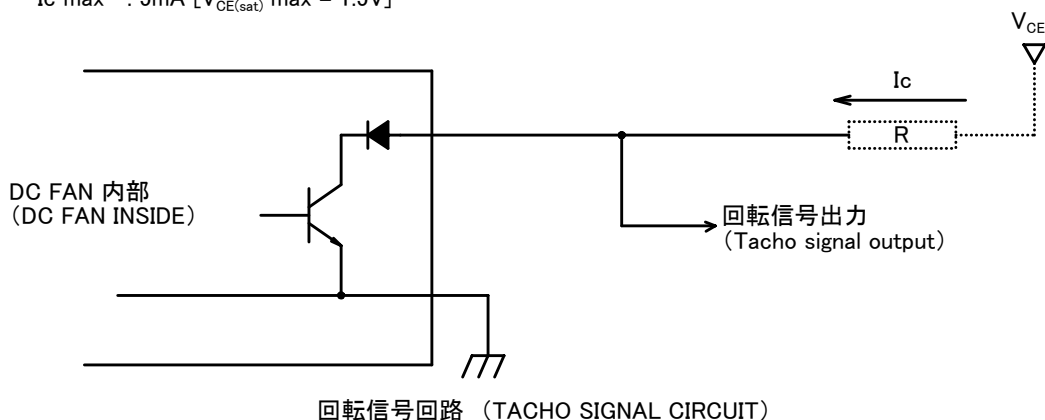 Ic max : 5mA [VCE(sat) max = 1.5V]
VCE
Ic
R
DC FAN 内部
(DC FAN INSIDE)
回転信号出力
(Tacho signal output)
回転信号回路 (TACHO SIGNAL CIRCUIT)